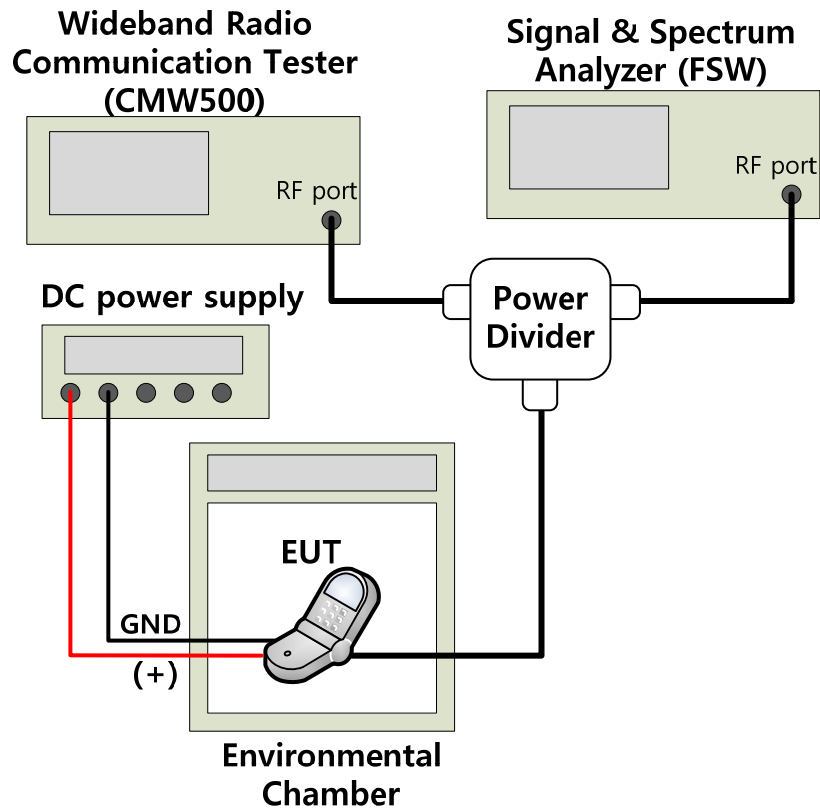 Wideband Radio
Communication Tester
(CMW500)
Signal & Spectrum
Analyzer (FSW)
RF port
RF port
DC power supply
Power
Divider
EUT
GND
(+)
Environmental
Chamber